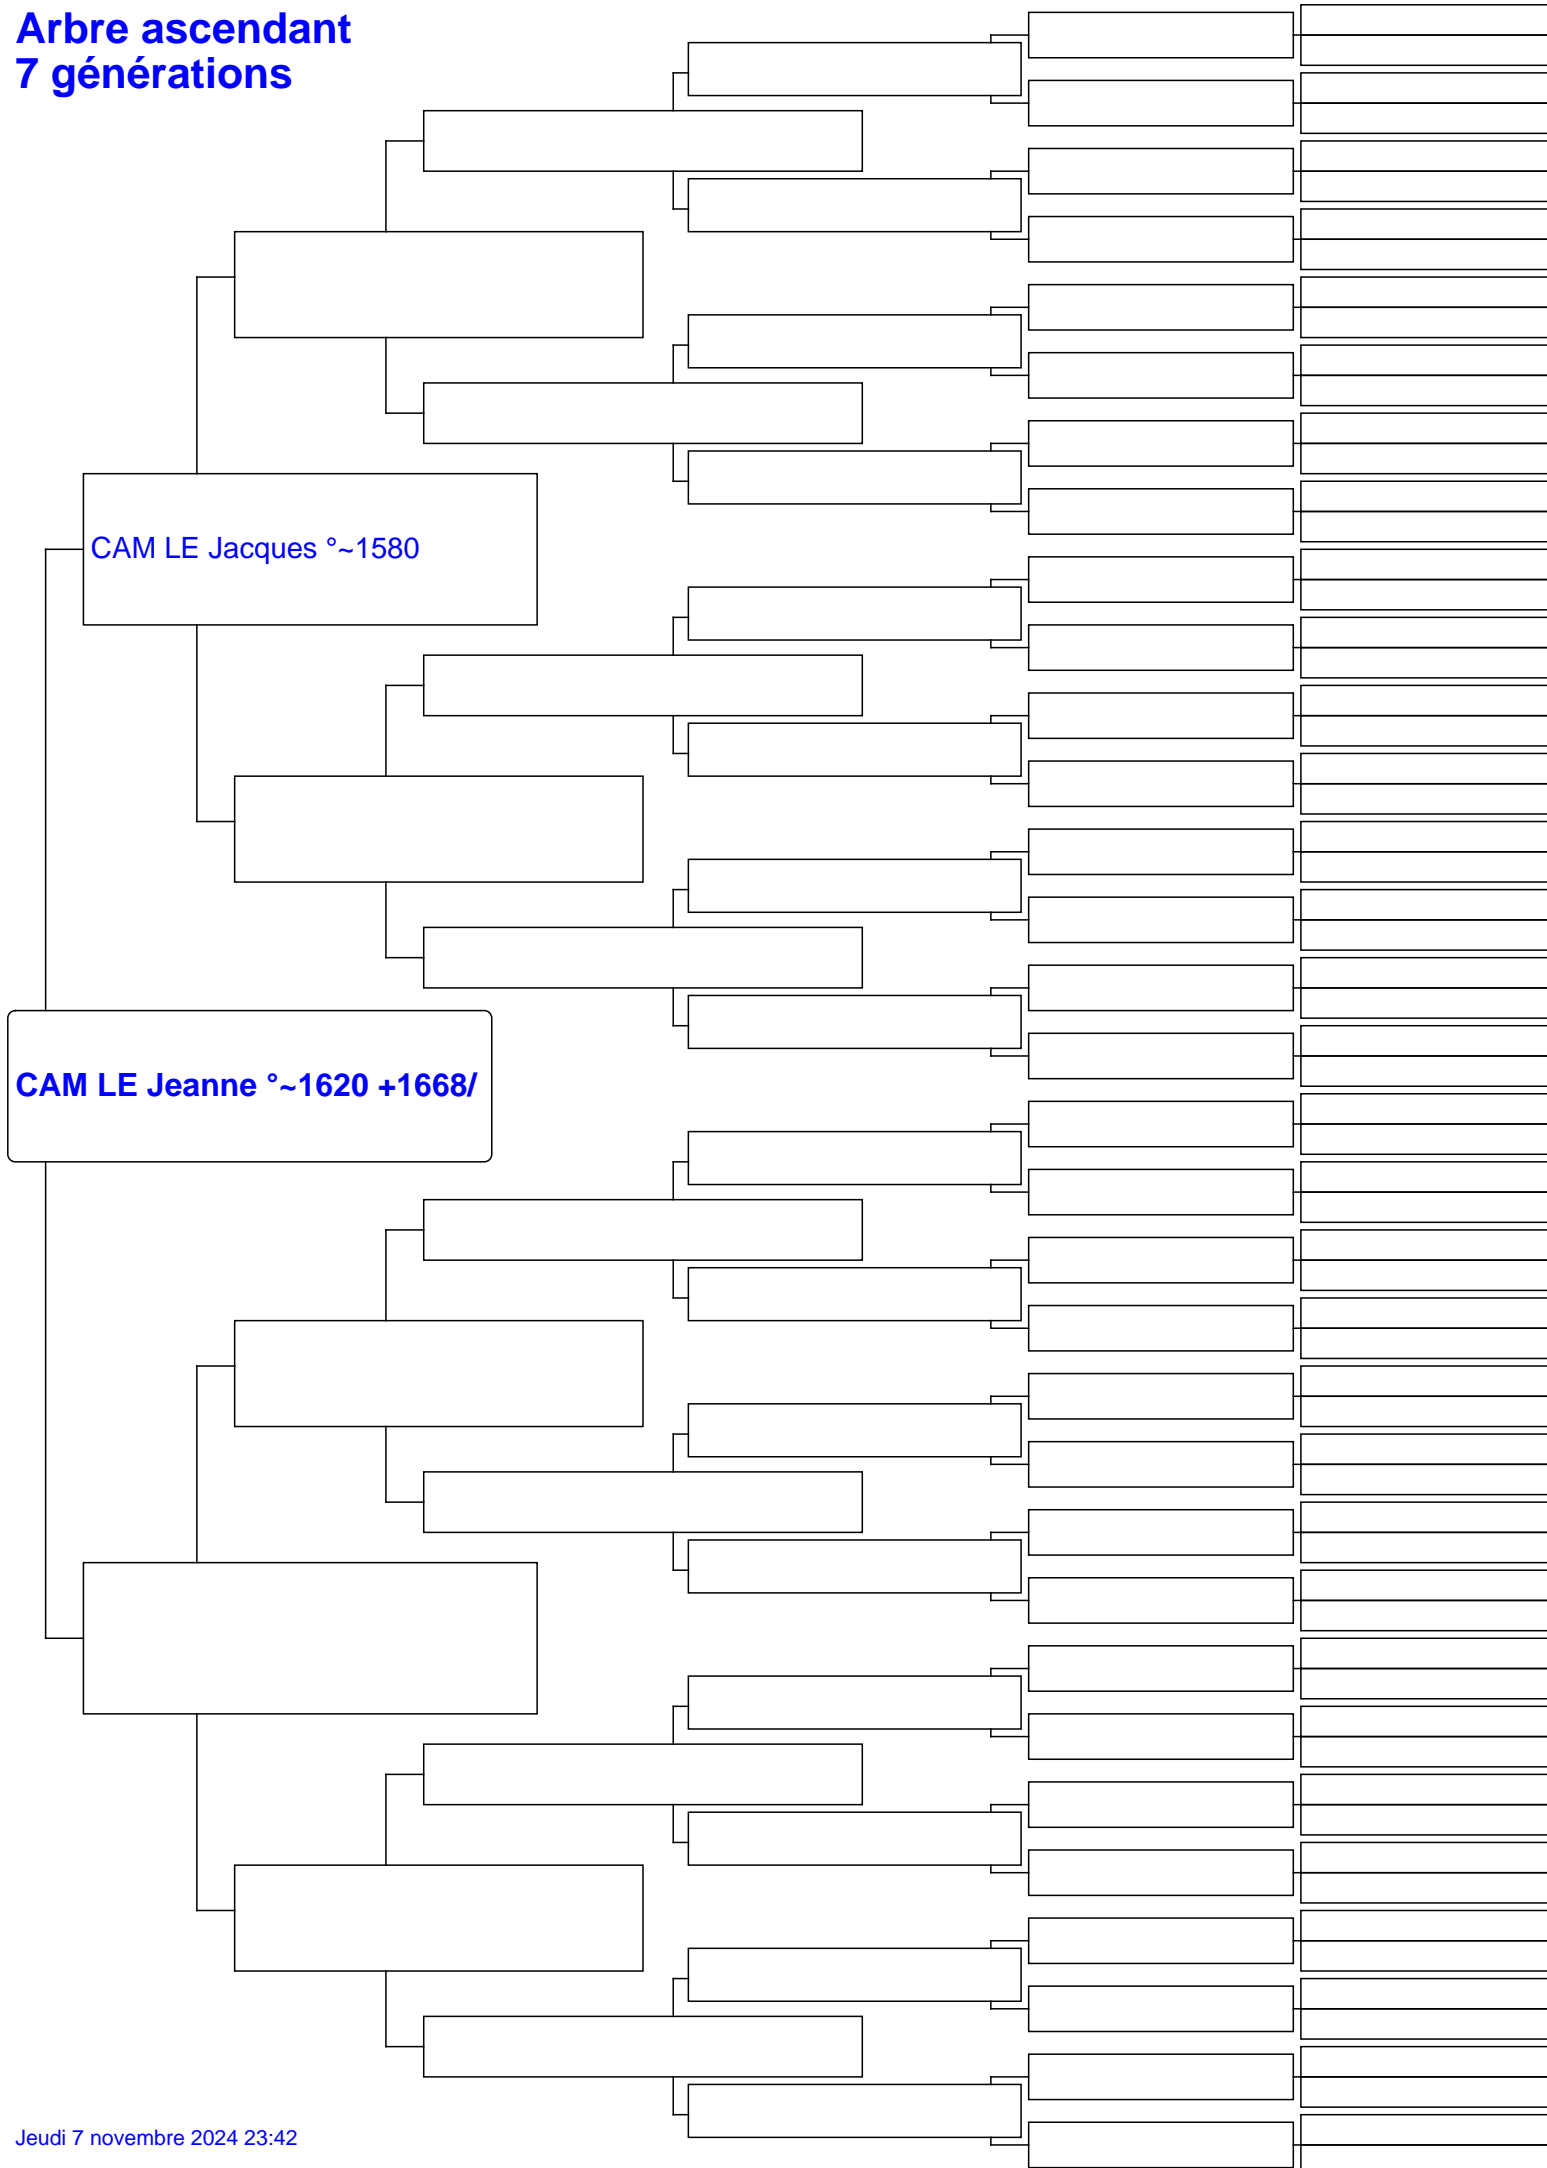 Arbre ascendant
7 générations
CAM LE Jacques °~1580
CAM LE Jeanne °~1620 +1668/
Jeudi 7 novembre 2024 23:42